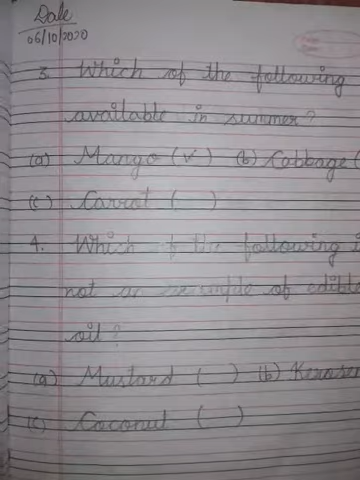 Date
06/10/2020
3. Which of the following
available in summer?
(a) Mango (✓) (b) Cabbage (
(c) Carrot ( )
4. Which of the following i
not an example of edible
oil?
(a) Mustard ( ) (b) Kerosen
(c) Coconut ( )